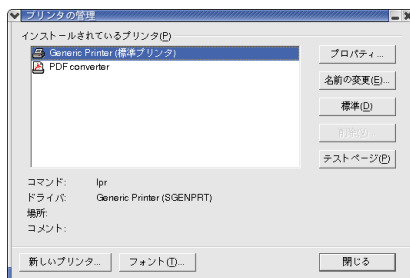 プリンタの管理
インストールされているプリンタ(P)
Generic Printer (標準プリンタ)
PDF converter
プロパティ...
名前の変更(E)...
標準(D)
テストページ(P)
コマンド: lpr
ドライバ: Generic Printer (SGENPRT)
場所:
コメント:
新しいプリンタ...
フォント(T)...
閉じる